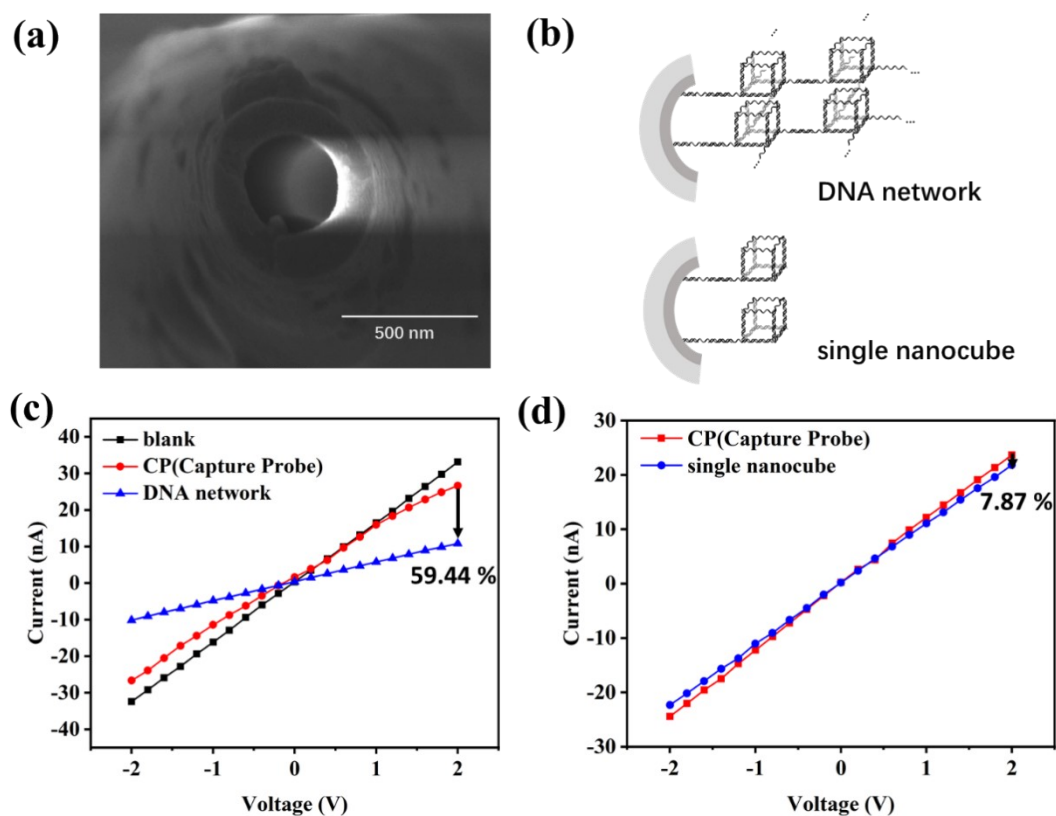 (a)
500 nm
(b)
...
...
DNA network
single nanocube
(c)
blank
CP(Capture Probe)
DNA network
59.44 %
40
30
20
10
0
-10
-20
-30
-40
Current (nA)
-2
-1
0
1
2
Voltage (V)
(d)
CP(Capture Probe)
single nanocube
7.87 %
30
20
10
0
-10
-20
-30
Current (nA)
-2
-1
0
1
2
Voltage (V)